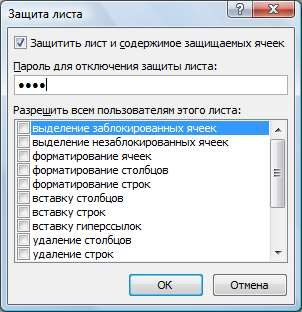 Защита листа
Защитить лист и содержимое защищаемых ячеек
Пароль для отключения защиты листа:
••••
Разрешить всем пользователям этого листа:
выделение заблокированных ячеек
выделение незаблокированных ячеек
форматирование ячеек
форматирование столбцов
форматирование строк
вставку столбцов
вставку строк
вставку гиперссылок
удаление столбцов
удаление строк
ОК Отмена